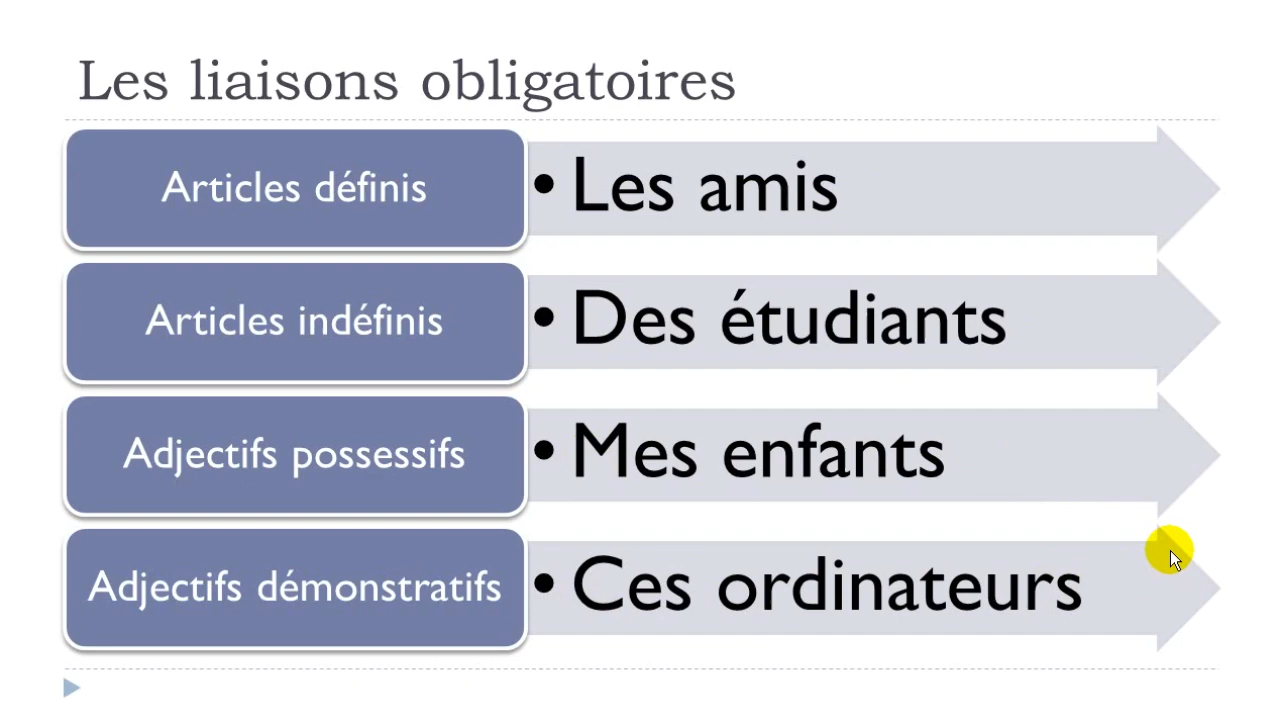 Les liaisons obligatoires
Articles définis
• Les amis
Articles indéfinis
• Des étudiants
Adjectifs possessifs
• Mes enfants
Adjectifs démonstratifs
• Ces ordinateurs